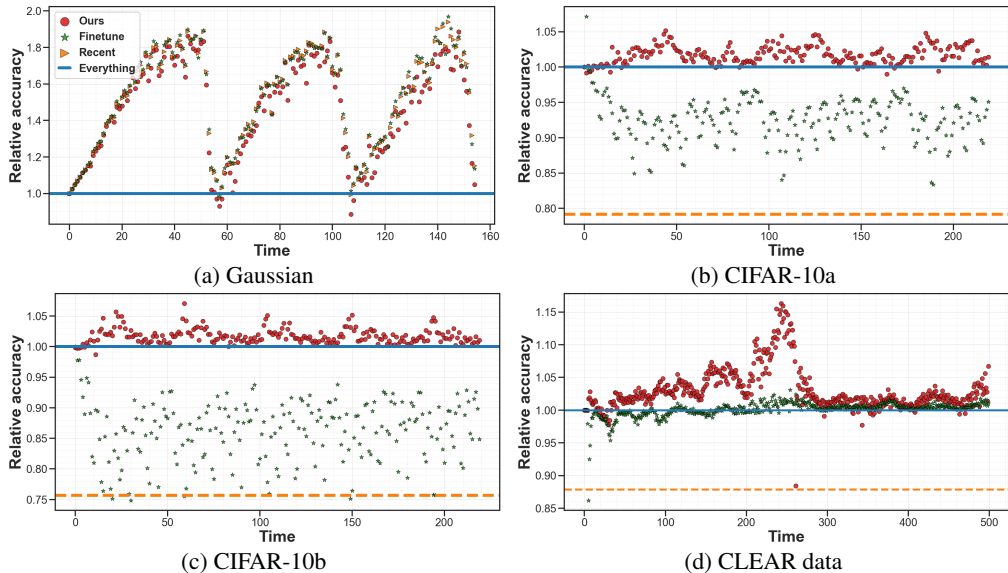 Ours
Finetune
Recent
Everything
Relative accuracy
2.0
1.8
1.6
1.4
1.2
1.0
0 20 40 60 80 100 120 140 160
Time
(a) Gaussian
Relative accuracy
1.05
1.00
0.95
0.90
0.85
0.80
0 50 100 150 200
Time
(b) CIFAR-10a
Relative accuracy
1.05
1.00
0.95
0.90
0.85
0.80
0.75
0 50 100 150 200
Time
(c) CIFAR-10b
Relative accuracy
1.15
1.10
1.05
1.00
0.95
0.90
0.85
0 100 200 300 400 500
Time
(d) CLEAR data